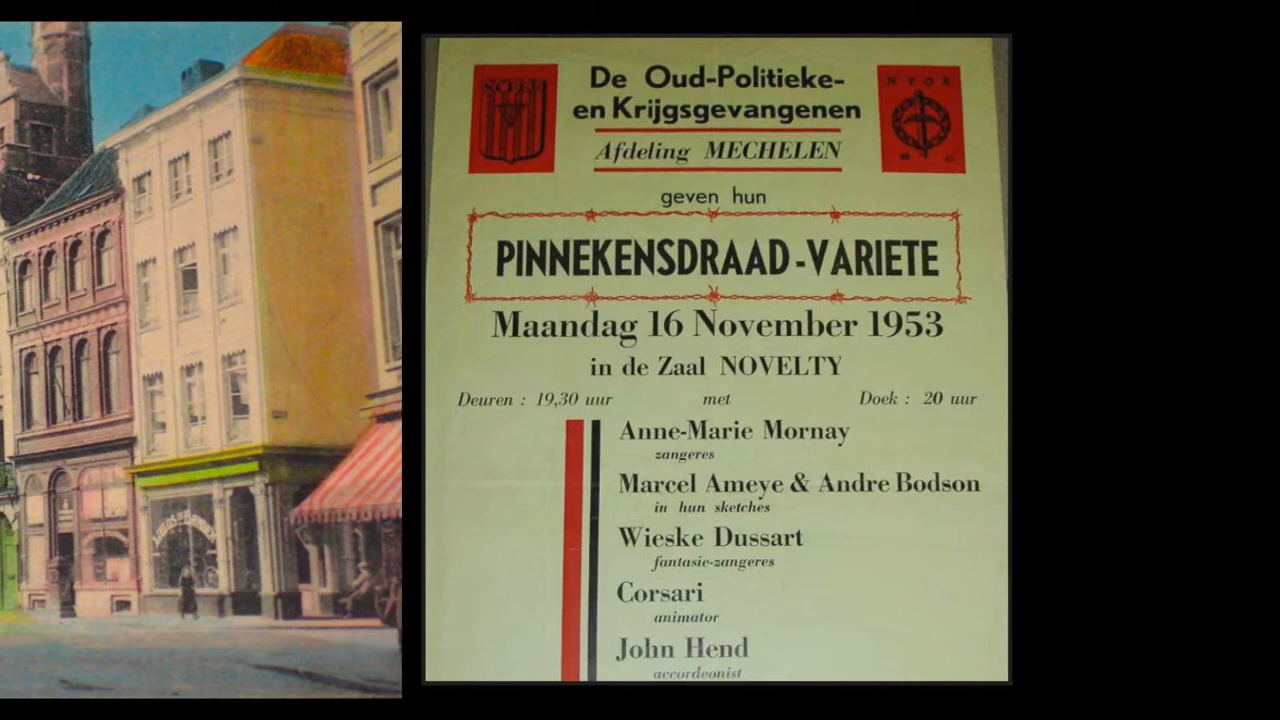 De Oud-Politieke-
en Krijgsgevangenen
Afdeling MECHELEN
geven hun
PINNEKENSDRAAD-VARIETE
Maandag 16 November 1953
in de Zaal NOVELTY
Deuren : 19,30 uur met Doek : 20 uur
Anne-Marie Mornay
zangeres
Marcel Ameye & Andre Bodson
in hun sketches
Wieske Dussart
fantasie-zangeres
Corsari
animator
John Hend
accordeonist